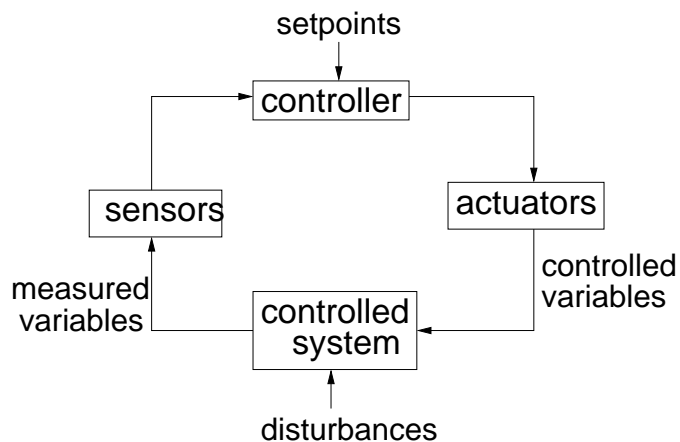 setpoints
controller
sensors
actuators
measured
variables
controlled
variables
controlled
system
disturbances